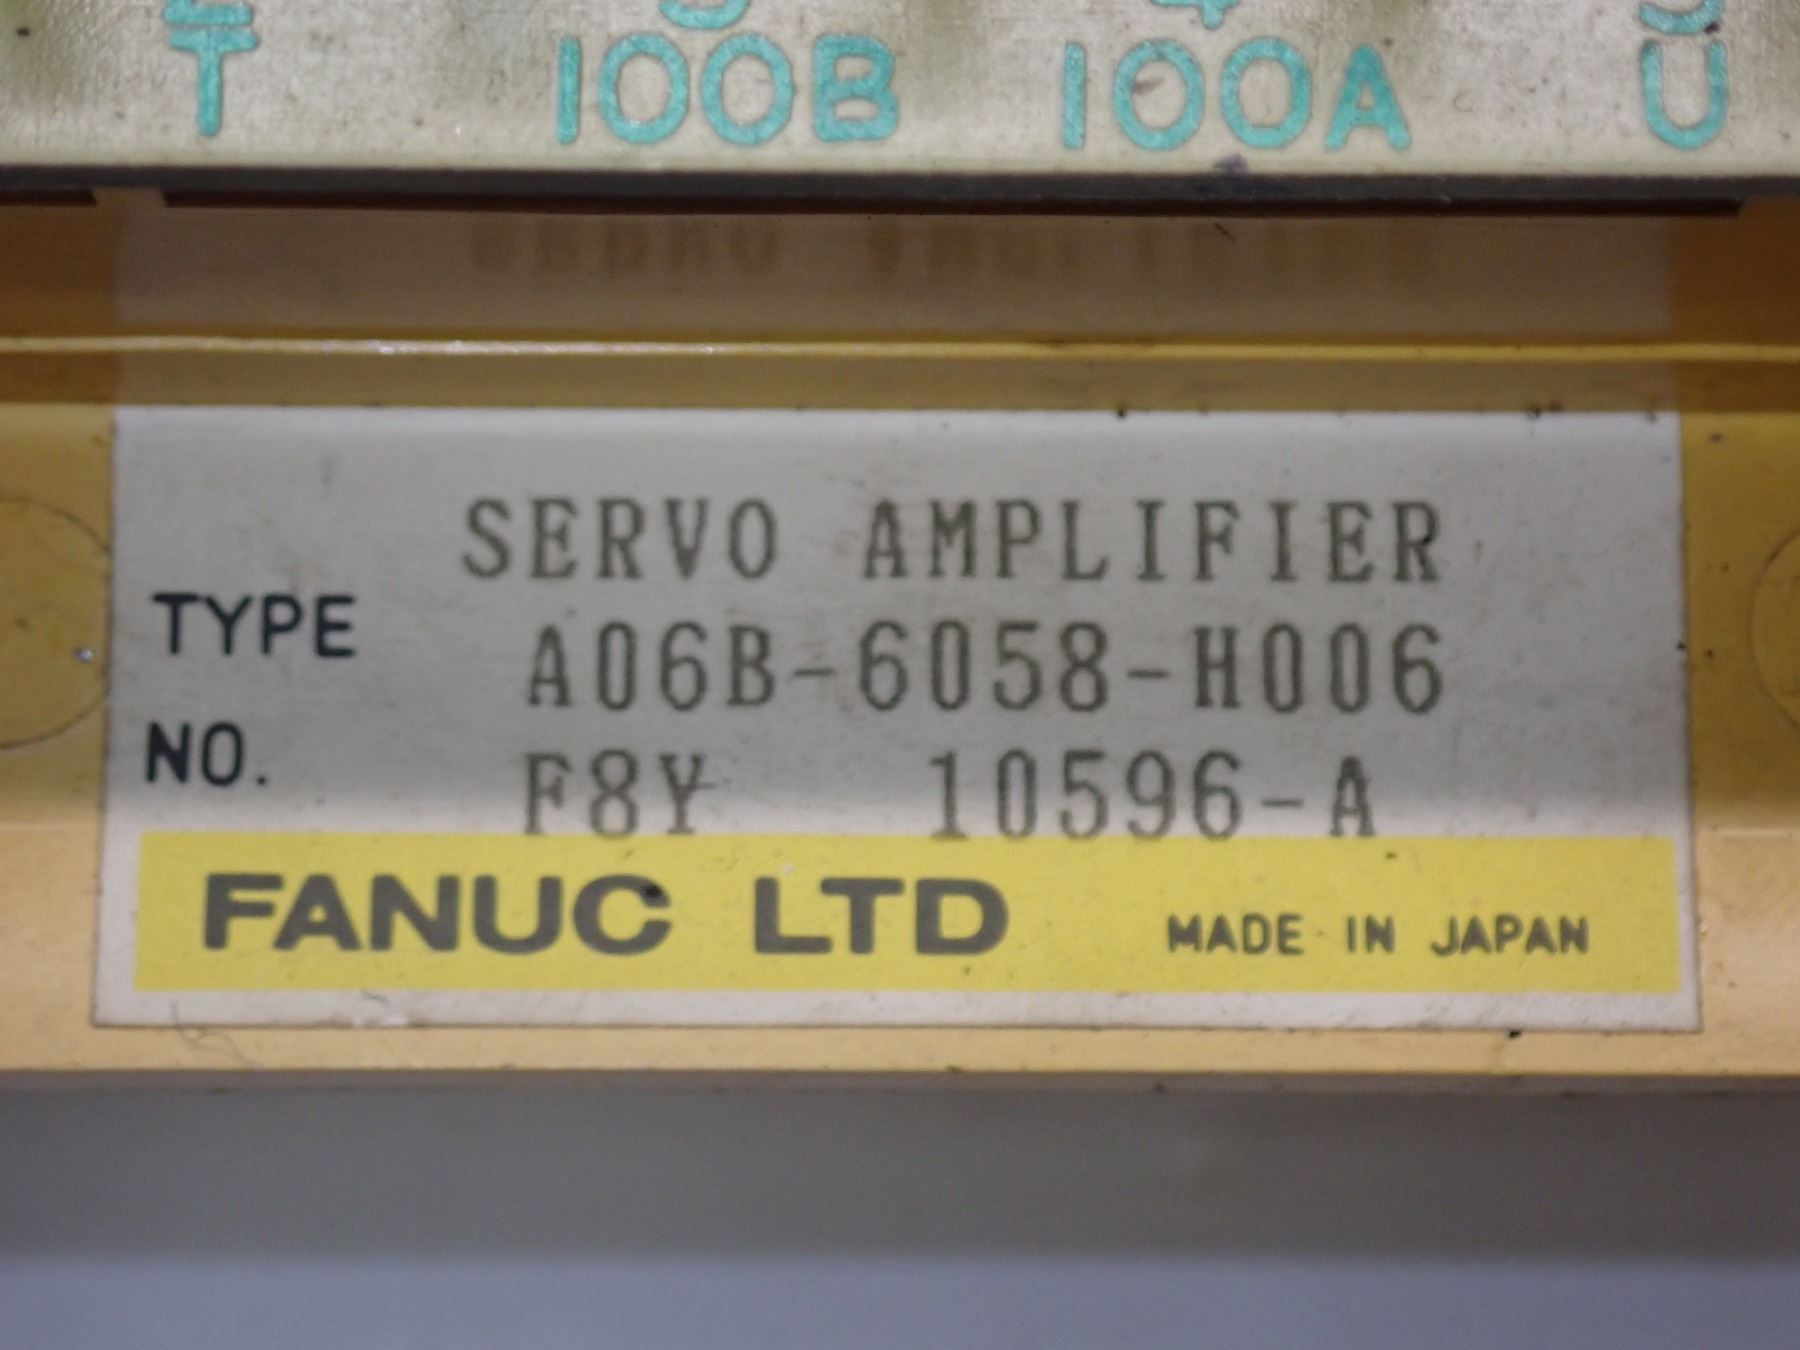 T 100B 100A U
SERVO AMPLIFIER
TYPE A06B-6058-H006
NO. F8Y 10596-A
FANUC LTD MADE IN JAPAN